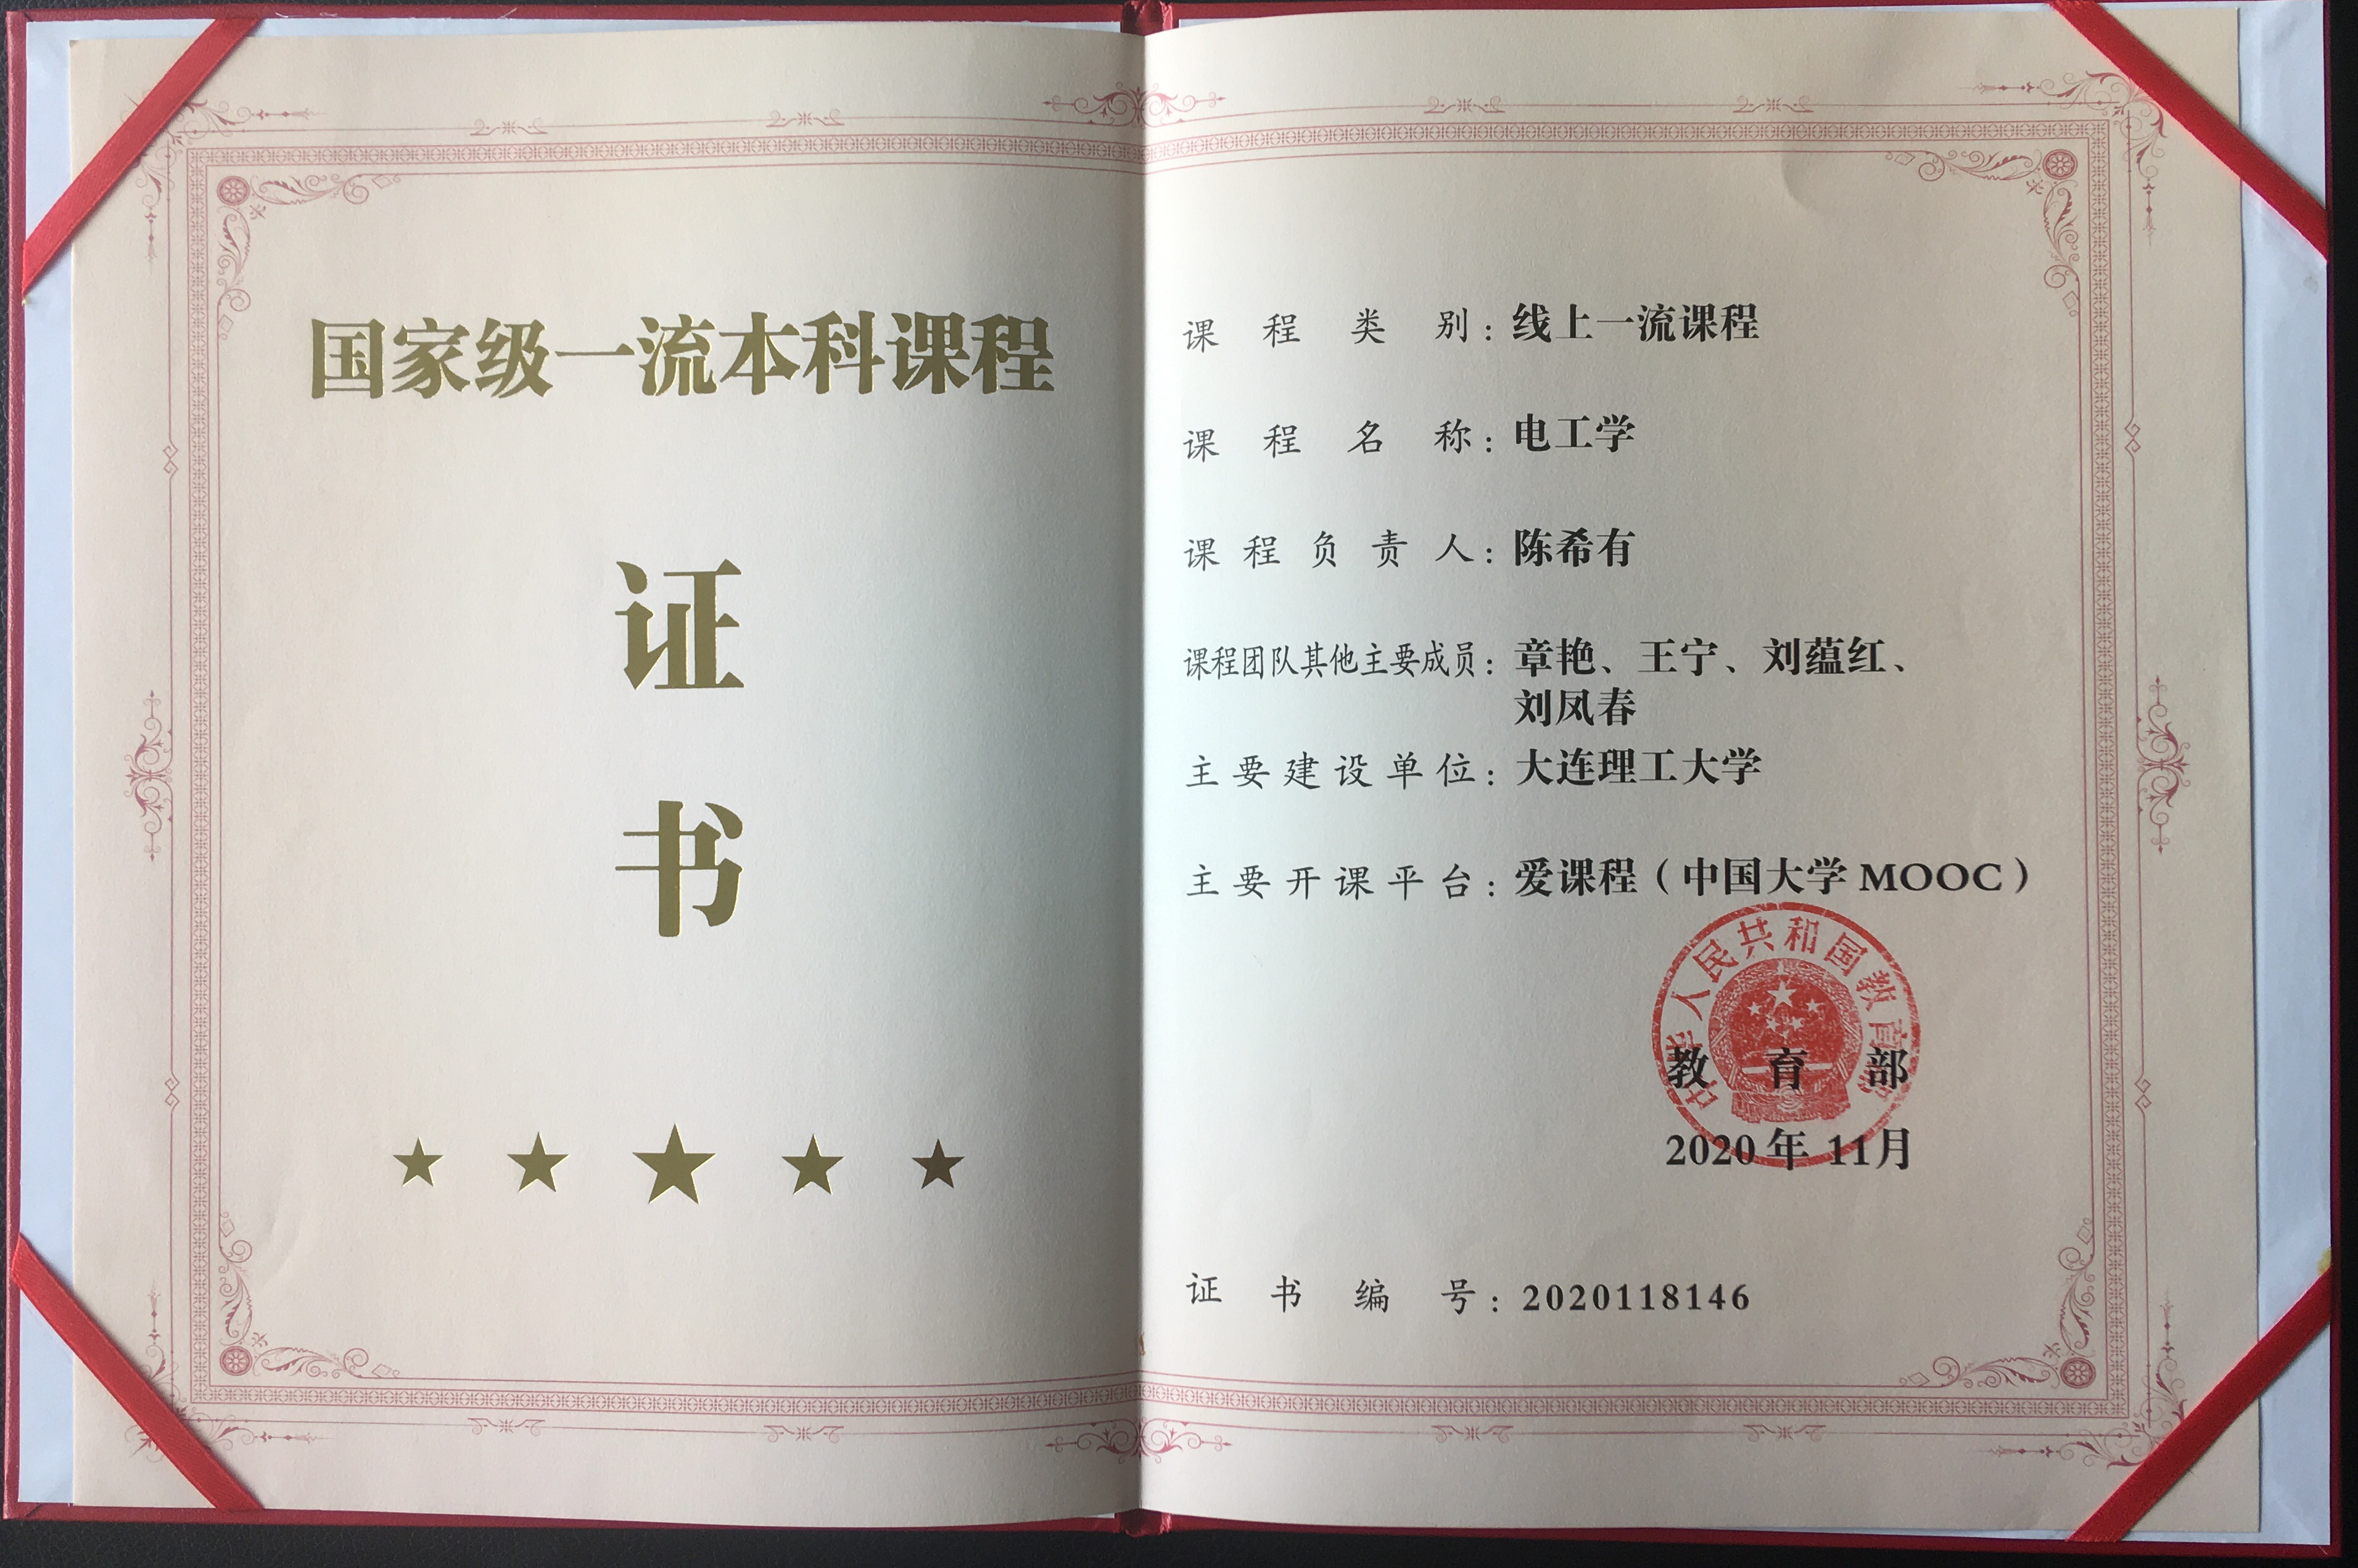 国家级一流本科课程
证
书
课程类别：线上一流课程
课程名称：电工学
课程负责人：陈希有
课程团队其他主要成员：章艳、王宁、刘蕴红、
刘凤春
主要建设单位：大连理工大学
主要开课平台：爱课程（中国大学MOOC）
中华人民共和国教育部
教育部
2020年11月
证书编号：2020118146